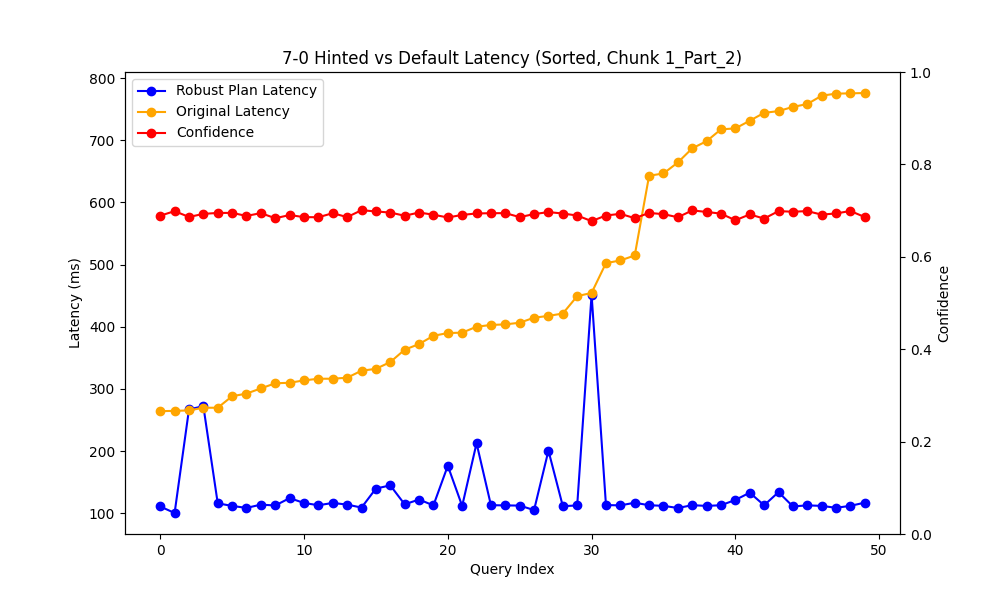 7-0 Hinted vs Default Latency (Sorted, Chunk 1_Part_2)
Robust Plan Latency
Original Latency
Confidence
Latency (ms)
800
700
600
500
400
300
200
100
1.0
0.8
0.6
0.4
0.2
0.0
Confidence
0 10 20 30 40 50
Query Index